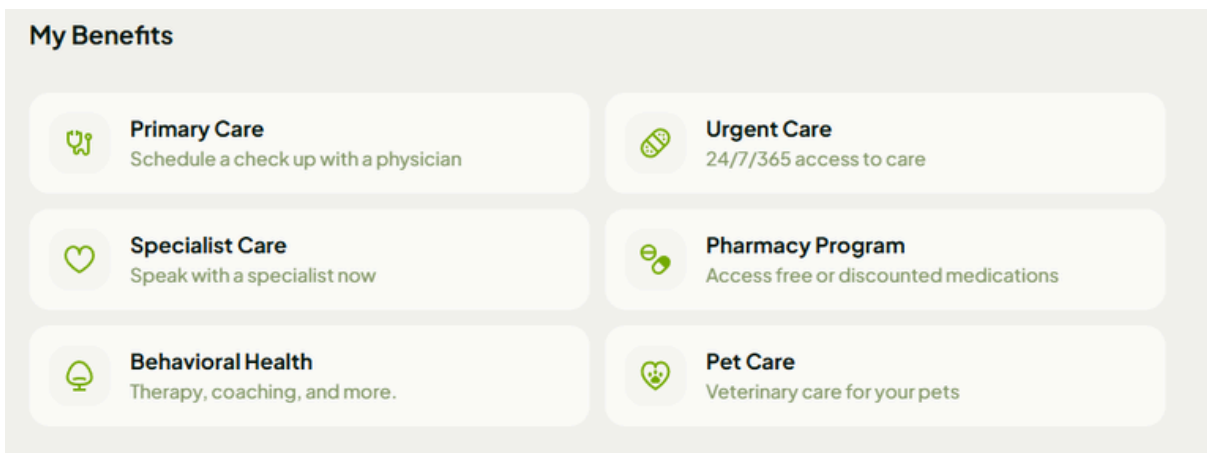 My Benefits
Primary Care
Schedule a check up with a physician
Urgent Care
24/7/365 access to care
Specialist Care
Speak with a specialist now
Pharmacy Program
Access free or discounted medications
Behavioral Health
Therapy, coaching, and more.
Pet Care
Veterinary care for your pets